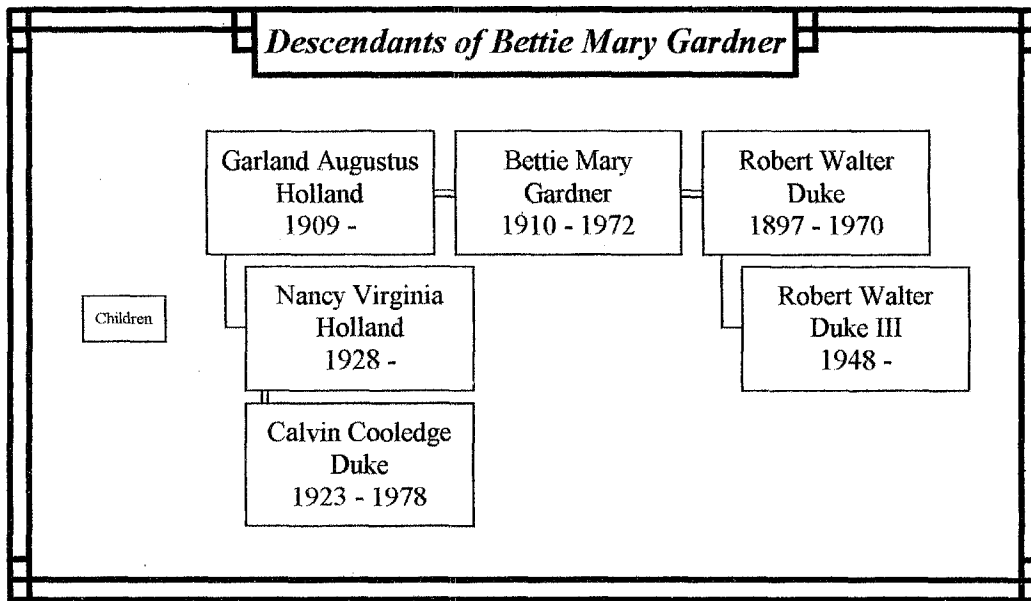 Descendants of Bettie Mary Gardner
Garland Augustus
Holland
1909 -
Bettie Mary
Gardner
1910 - 1972
Robert Walter
Duke
1897 - 1970
Children
Nancy Virginia
Holland
1928 -
Robert Walter
Duke III
1948 -
Calvin Cooledge
Duke
1923 - 1978